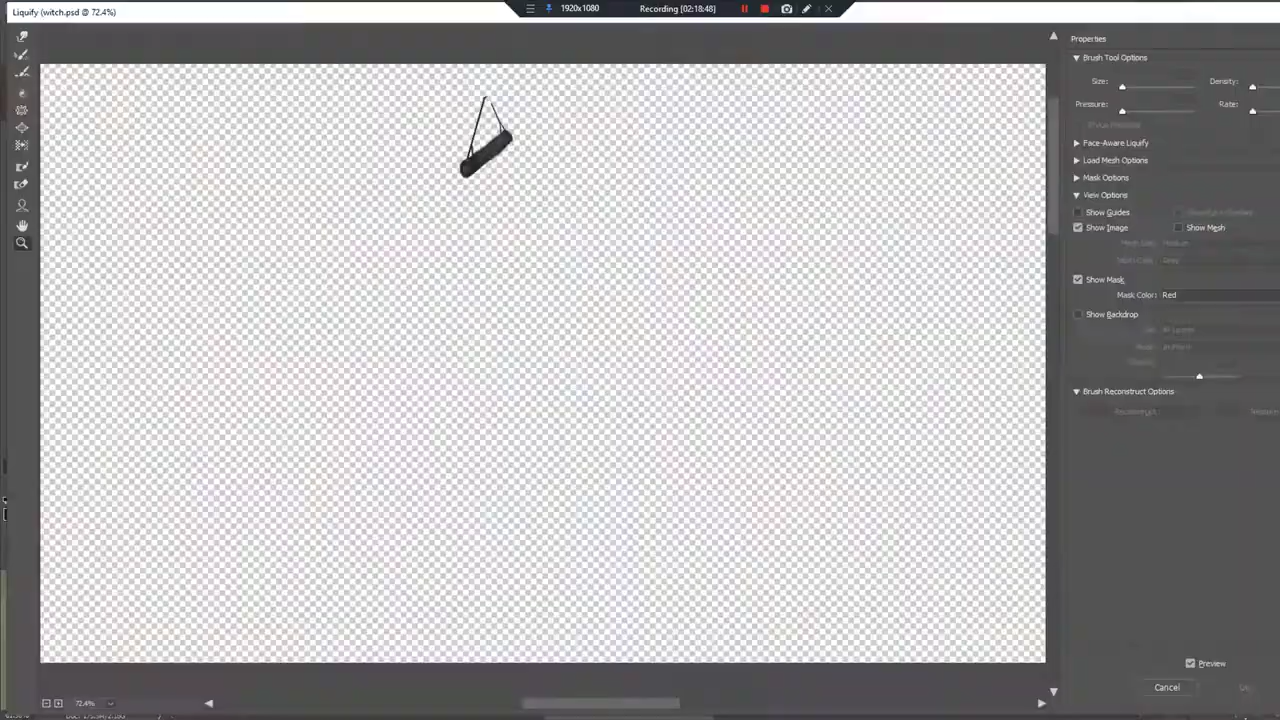 Liquify (witch.psd @ 72.4%)
1920x1080
Recording [02:18:48]
Properties
Brush Tool Options
Size:
Density:
Pressure:
Rate:
Face-Aware Liquify
Load Mesh Options
Mask Options
View Options
Show Guides
Show Image
Show Mesh
Show Mask
Mask Color: Red
Show Backdrop
Brush Reconstruct Options
Reconstruct
Preview
72.4%
Cancel